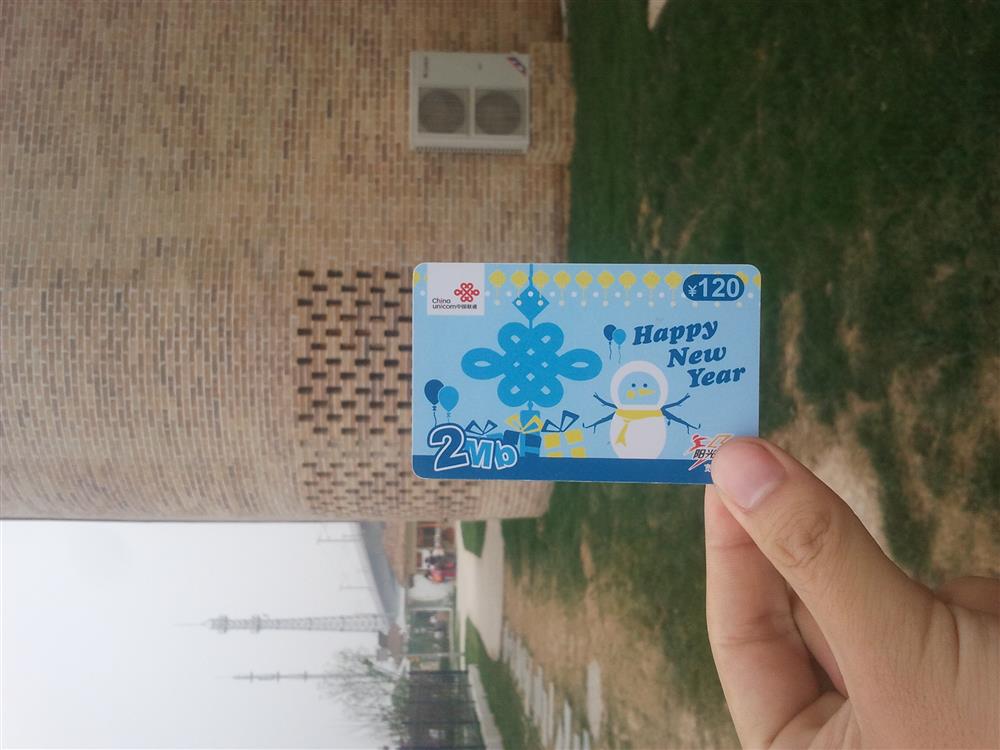 China
unicom中国联通
¥120
Happy
New
Year
2Mb
阳光